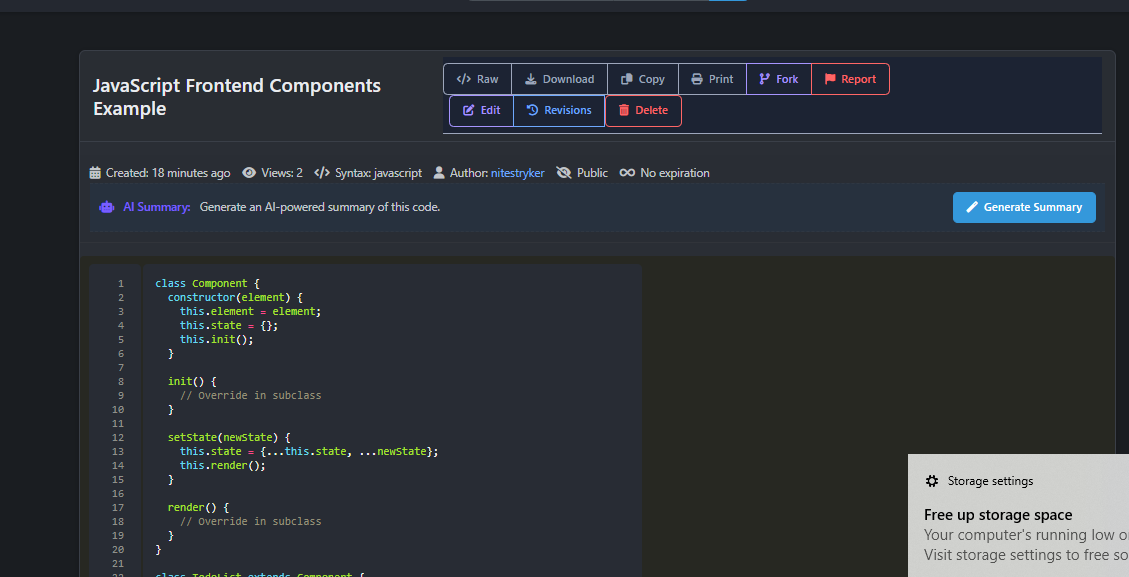 JavaScript Frontend Components
Example
Raw Download Copy Print Fork Report
Edit Revisions Delete
Created: 18 minutes ago Views: 2 Syntax: javascript Author: nitestryker Public No expiration
AI Summary: Generate an AI-powered summary of this code. Generate Summary
1 class Component {
2 constructor(element) {
3 this.element = element;
4 this.state = {};
5 this.init();
6 }
7
8 init() {
9 // Override in subclass
10 }
11
12 setState(newState) {
13 this.state = {...this.state, ...newState};
14 this.render();
15 }
16
17 render() {
18 // Override in subclass
19 }
20 }
21
22 class TodoList extends Component {
Storage settings
Free up storage space
Your computer's running low o
Visit storage settings to free so